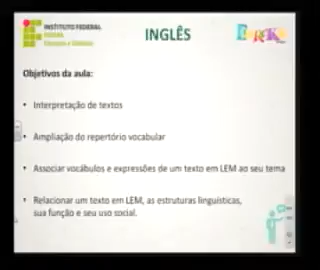 INSTITUTO FEDERAL
INGLÊS
Eureka
Objetivos da aula:
• Interpretação de textos
• Ampliação do repertório vocabular
• Associar vocábulos e expressões de um texto em LEM ao seu tema
• Relacionar um texto em LEM, as estruturas linguísticas,
sua função e seu uso social.